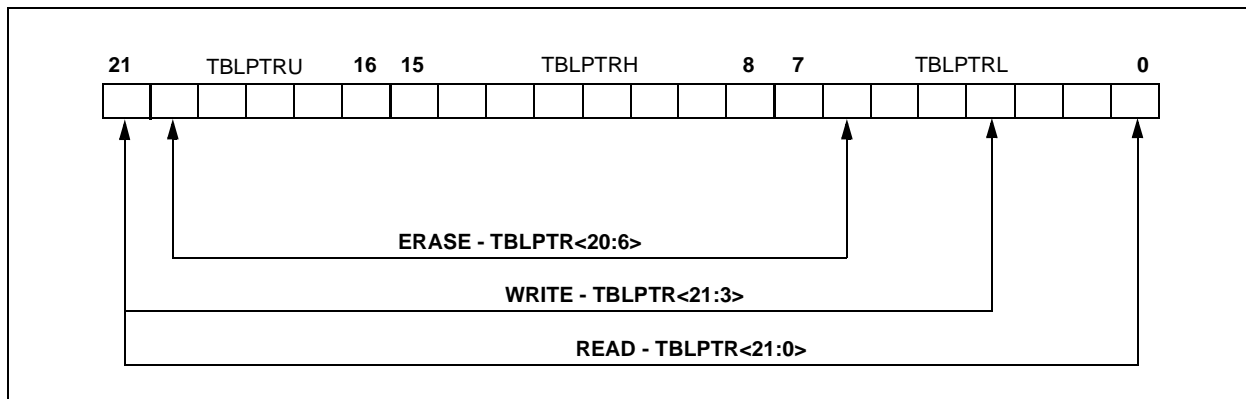 21 TBLPTRU 16 15 TBLPTRH 8 7 TBLPTRL 0
ERASE - TBLPTR<20:6>
WRITE - TBLPTR<21:3>
READ - TBLPTR<21:0>